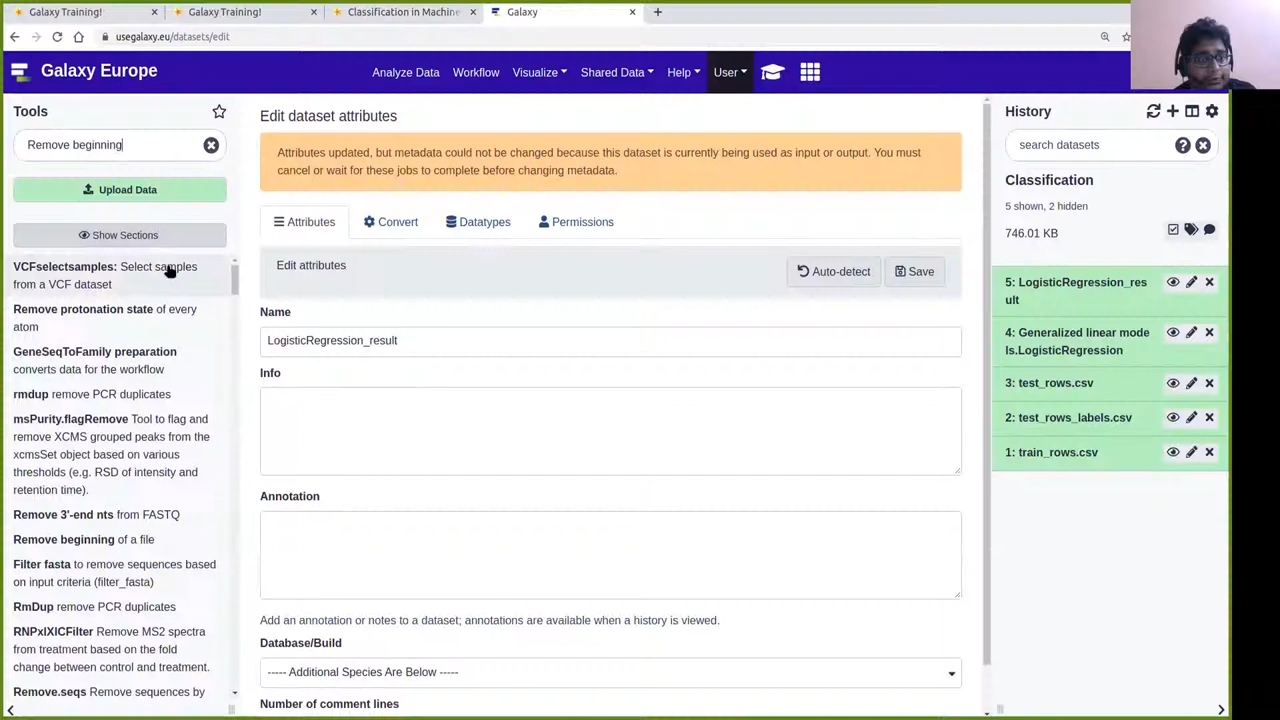 Galaxy Training!
Galaxy Training!
Classification in Machine
Galaxy
usegalaxy.eu/datasets/edit
Galaxy Europe
Analyze Data
Workflow
Visualize
Shared Data
Help
User
Tools
Remove beginning
Upload Data
Show Sections
VCFselectsamples: Select samples
from a VCF dataset
Remove protonation state of every
atom
GeneSeqToFamily preparation
converts data for the workflow
rmdup remove PCR duplicates
msPurity.flagRemove Tool to flag and
remove XCMS grouped peaks from the
xcmsSet object based on various
thresholds (e.g. RSD of intensity and
retention time).
Remove 3'-end nts from FASTQ
Remove beginning of a file
Filter fasta to remove sequences based
on input criteria (filter_fasta)
RmDup remove PCR duplicates
RNPxlXICFilter Remove MS2 spectra
from treatment based on the fold
change between control and treatment.
Remove.seqs Remove sequences by
Edit dataset attributes
Attributes updated, but metadata could not be changed because this dataset is currently being used as input or output. You must
cancel or wait for these jobs to complete before changing metadata.
Attributes
Convert
Datatypes
Permissions
Edit attributes
Auto-detect
Save
Name
LogisticRegression_result
Info
Annotation
Add an annotation or notes to a dataset; annotations are available when a history is viewed.
Database/Build
----- Additional Species Are Below -----
Number of comment lines
History
search datasets
Classification
5 shown, 2 hidden
746.01 KB
5: LogisticRegression_res
ult
4: Generalized linear mode
ls.LogisticRegression
3: test_rows.csv
2: test_rows_labels.csv
1: train_rows.csv